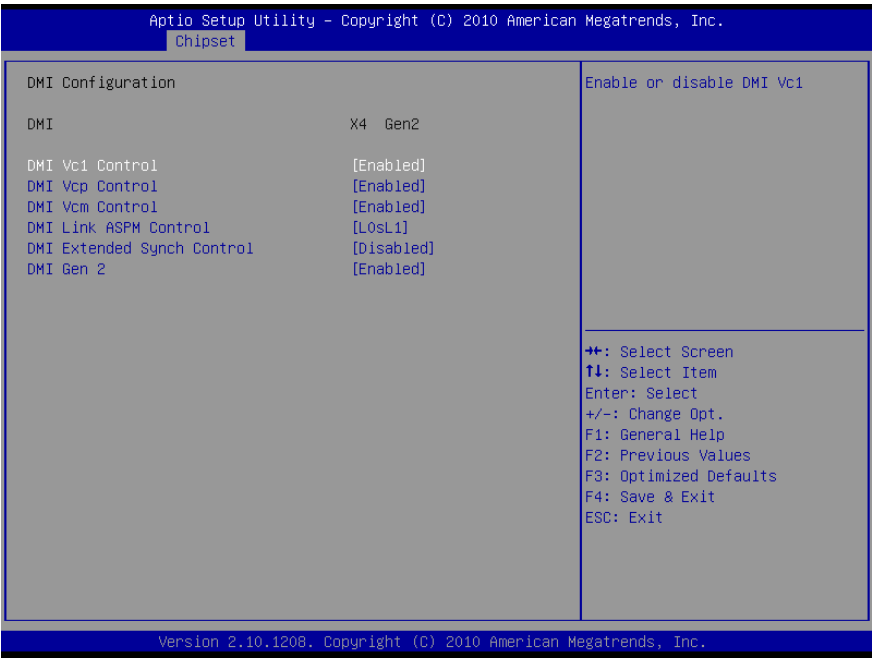 Aptio Setup Utility – Copyright (C) 2010 American Megatrends, Inc.
Chipset
DMI Configuration
DMI X4 Gen2
DMI Vc1 Control [Enabled]
DMI Vcp Control [Enabled]
DMI Vcm Control [Enabled]
DMI Link ASPM Control [L0sL1]
DMI Extended Synch Control [Disabled]
DMI Gen 2 [Enabled]
Enable or disable DMI Vc1
→←: Select Screen
↑↓: Select Item
Enter: Select
+/-: Change Opt.
F1: General Help
F2: Previous Values
F3: Optimized Defaults
F4: Save & Exit
ESC: Exit
Version 2.10.1208. Copyright (C) 2010 American Megatrends, Inc.